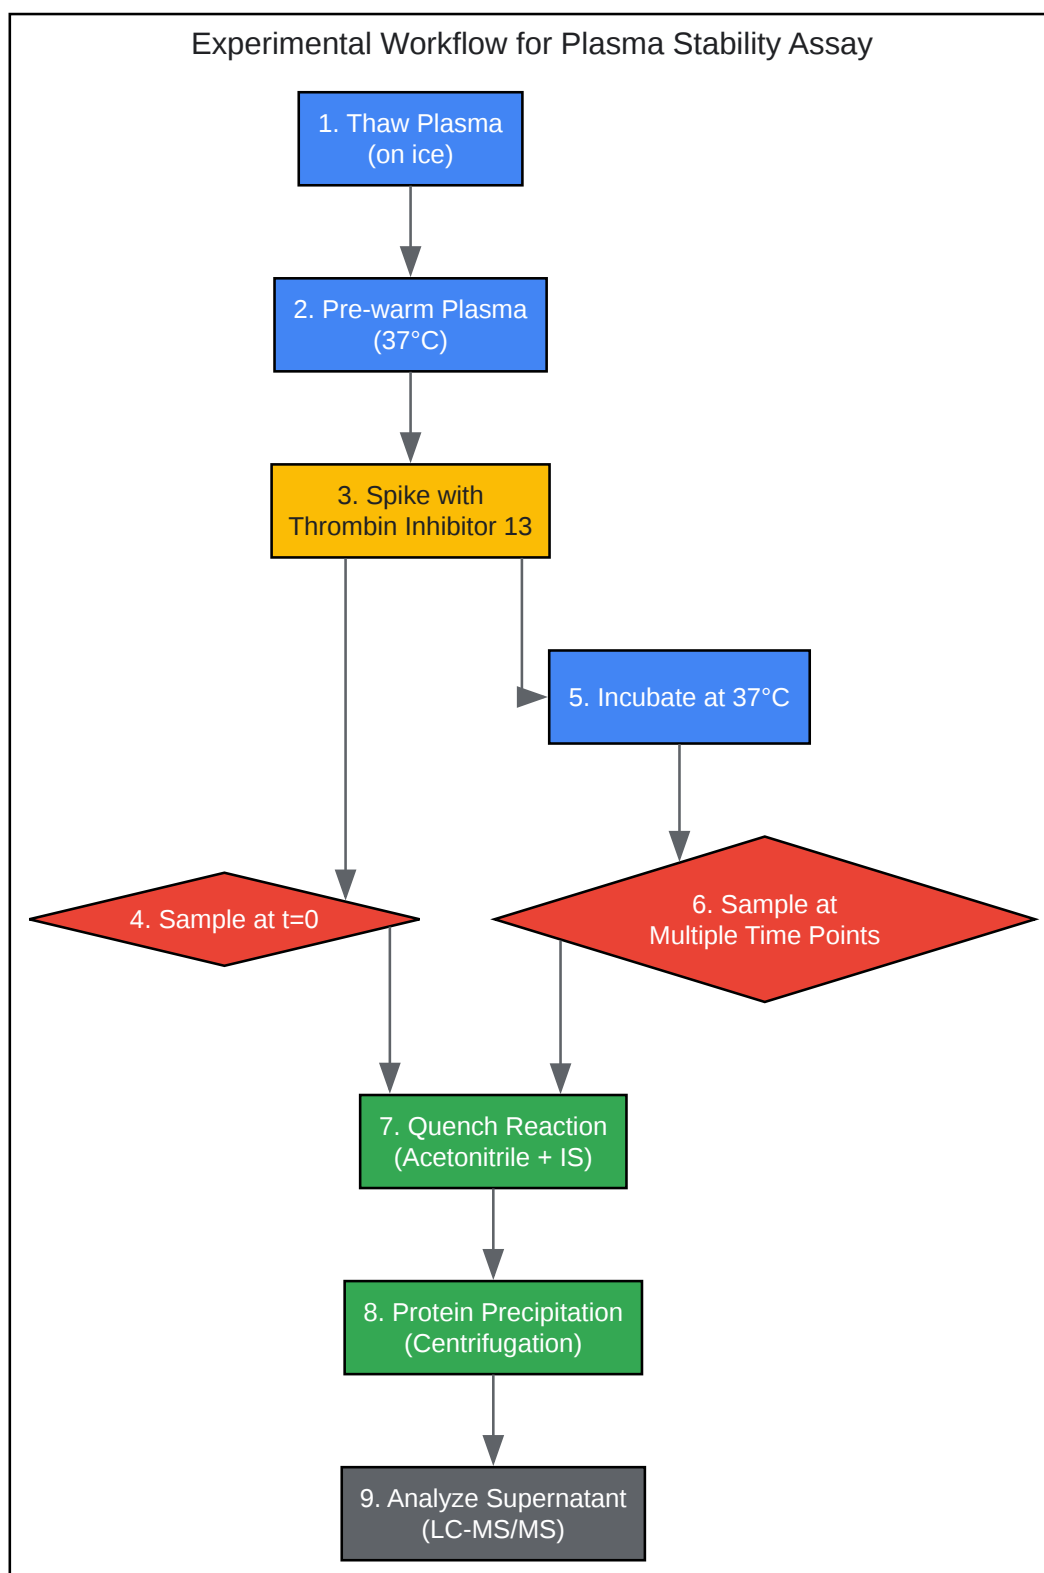 Experimental Workflow for Plasma Stability Assay
1. Thaw Plasma
(on ice)
2. Pre-warm Plasma
(37°C)
3. Spike with
Thrombin Inhibitor 13
5. Incubate at 37°C
4. Sample at t=0
6. Sample at
Multiple Time Points
7. Quench Reaction
(Acetonitrile + IS)
8. Protein Precipitation
(Centrifugation)
9. Analyze Supernatant
(LC-MS/MS)